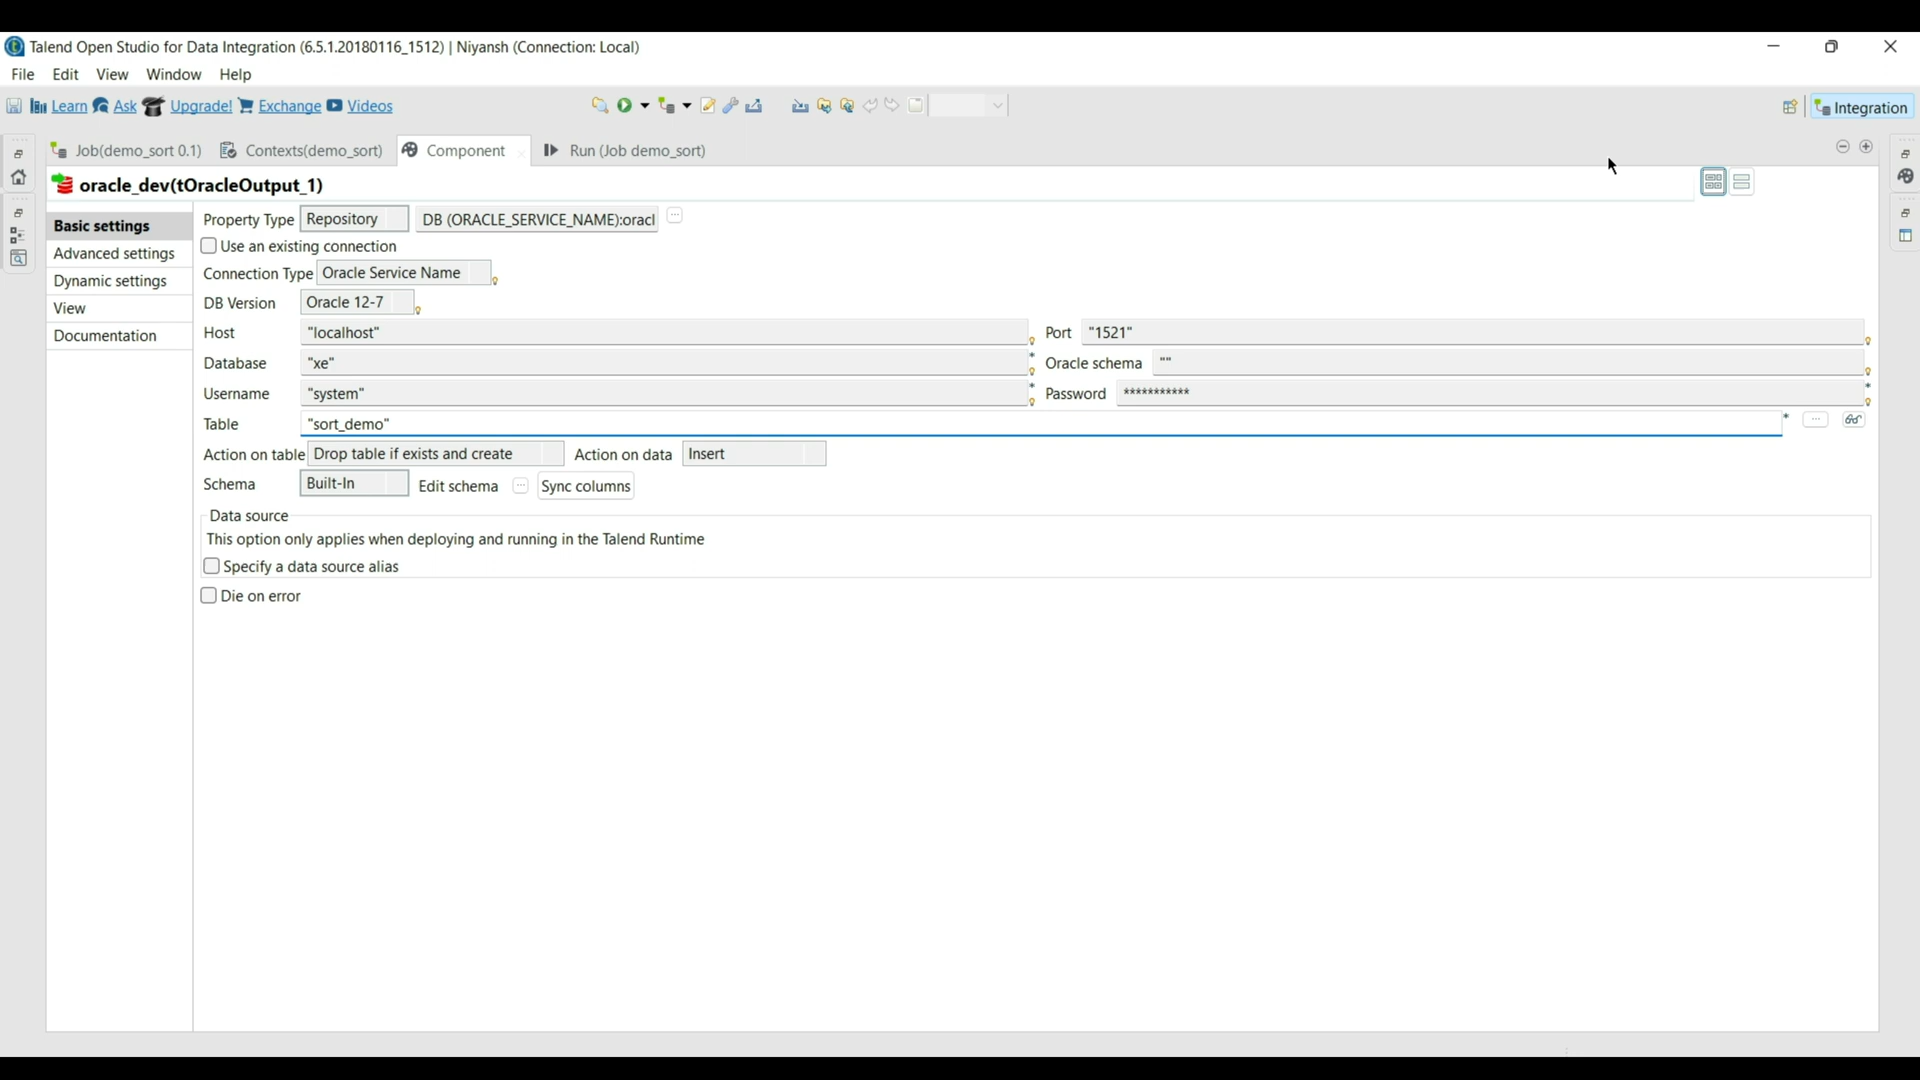 Talend Open Studio for Data Integration (6.5.1.20180116_1512) | Niyansh (Connection: Local)
File Edit View Window Help
Learn Ask Upgrade! Exchange Videos Integration
Job(demo_sort 0.1) Contexts(demo_sort) Component Run (Job demo_sort)
oracle_dev(tOracleOutput_1)
Basic settings
Advanced settings
Dynamic settings
View
Documentation
Property Type Repository DB (ORACLE_SERVICE_NAME):oracl ...
Use an existing connection
Connection Type Oracle Service Name
DB Version Oracle 12-7
Host "localhost" Port "1521"
Database "xe" * Oracle schema ""
Username "system" * Password *********** *
Table "sort_demo" * ...
Action on table Drop table if exists and create Action on data Insert
Schema Built-In Edit schema ... Sync columns
Data source
This option only applies when deploying and running in the Talend Runtime
Specify a data source alias
Die on error